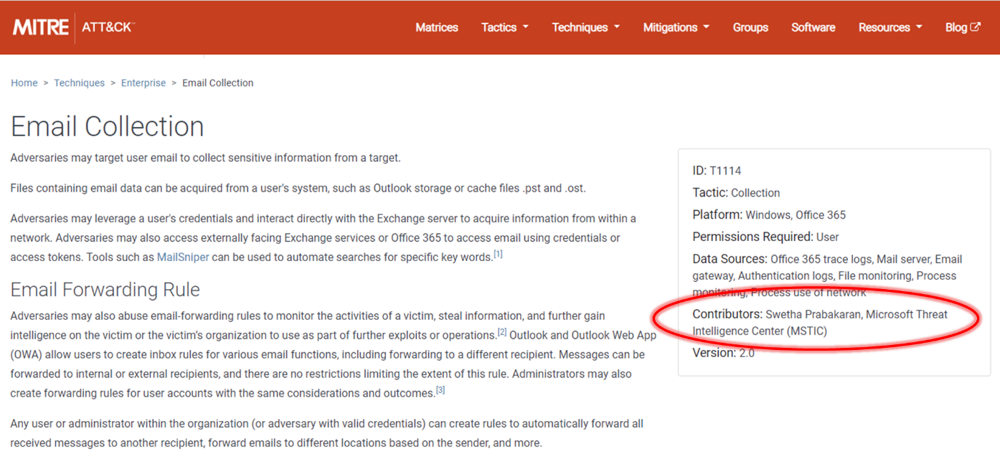 MITRE | ATT&CK™
Matrices Tactics Techniques Mitigations Groups Software Resources Blog
Home > Techniques > Enterprise > Email Collection
Email Collection
Adversaries may target user email to collect sensitive information from a target.
Files containing email data can be acquired from a user's system, such as Outlook storage or cache files .pst and .ost.
Adversaries may leverage a user's credentials and interact directly with the Exchange server to acquire information from within a
network. Adversaries may also access externally facing Exchange services or Office 365 to access email using credentials or
access tokens. Tools such as MailSniper can be used to automate searches for specific key words.[1]
Email Forwarding Rule
Adversaries may also abuse email-forwarding rules to monitor the activities of a victim, steal information, and further gain
intelligence on the victim or the victim's organization to use as part of further exploits or operations.[2] Outlook and Outlook Web App
(OWA) allow users to create inbox rules for various email functions, including forwarding to a different recipient. Messages can be
forwarded to internal or external recipients, and there are no restrictions limiting the extent of this rule. Administrators may also
create forwarding rules for user accounts with the same considerations and outcomes.[3]
Any user or administrator within the organization (or adversary with valid credentials) can create rules to automatically forward all
received messages to another recipient, forward emails to different locations based on the sender, and more.
ID: T1114
Tactic: Collection
Platform: Windows, Office 365
Permissions Required: User
Data Sources: Office 365 trace logs, Mail server, Email
gateway, Authentication logs, File monitoring, Process
monitoring, Process use of network
Contributors: Swetha Prabakaran, Microsoft Threat
Intelligence Center (MSTIC)
Version: 2.0